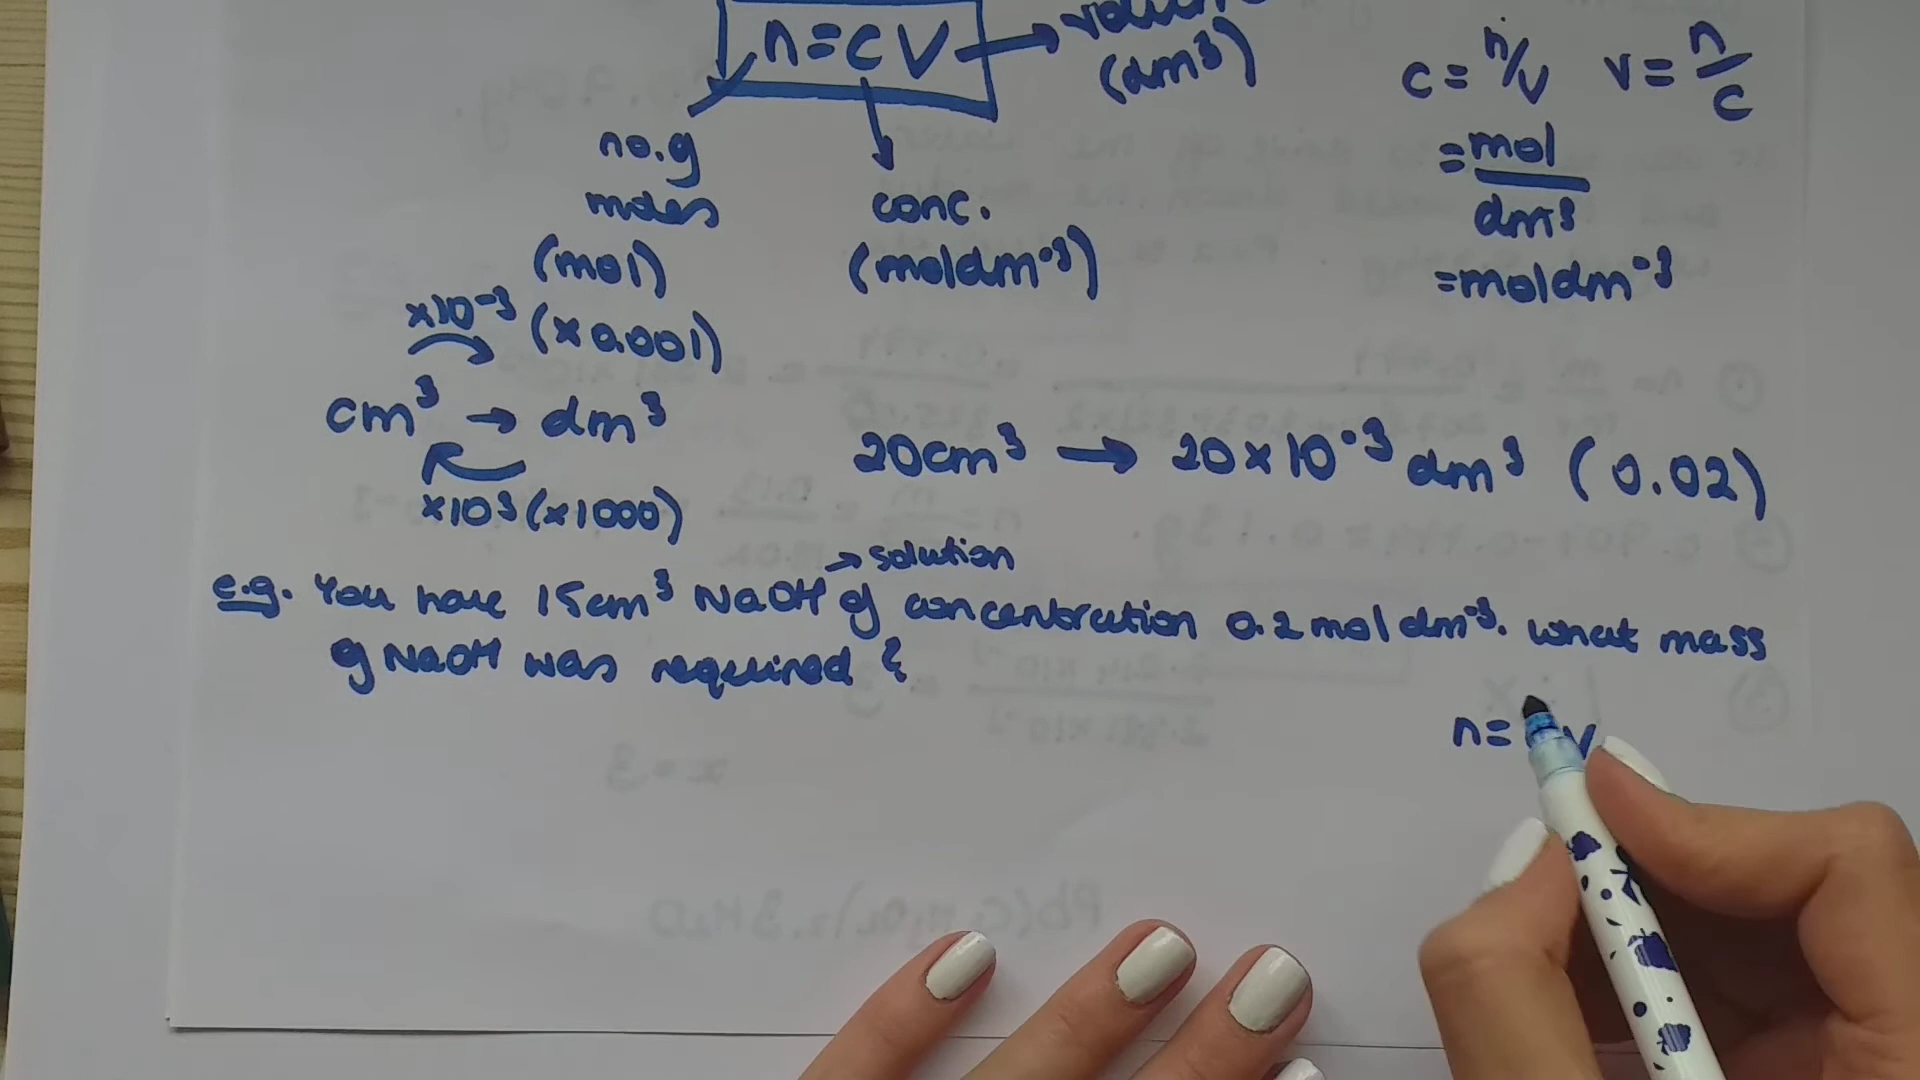 n=cV
(dm³)
c = n/v
v = n/c
no. of
moles
(mol)
conc.
(moldm⁻³)
= mol/dm³
=moldm⁻³
×10⁻³ (×0.001)
cm³ → dm³
×10³ (×1000)
20cm³ → 20×10⁻³ dm³ (0.02)
→ solution
e.g. You have 15cm³ NaOH of concentration 0.2 mol dm⁻³. what mass
of NaOH was required?
n= v